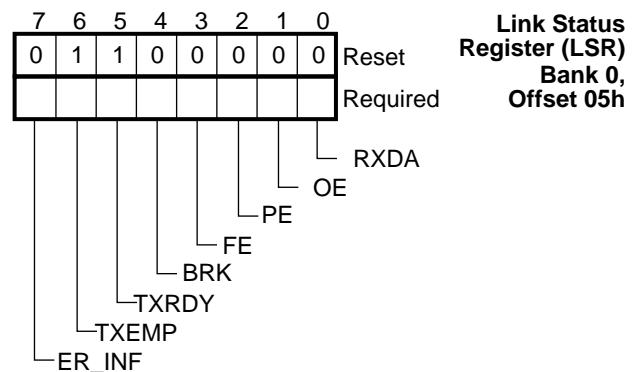 7 6 5 4 3 2 1 0
0 1 1 0 0 0 0 0 Reset
Required
Link Status
Register (LSR)
Bank 0,
Offset 05h
RXDA
OE
PE
FE
BRK
TXRDY
TXEMP
ER_INF